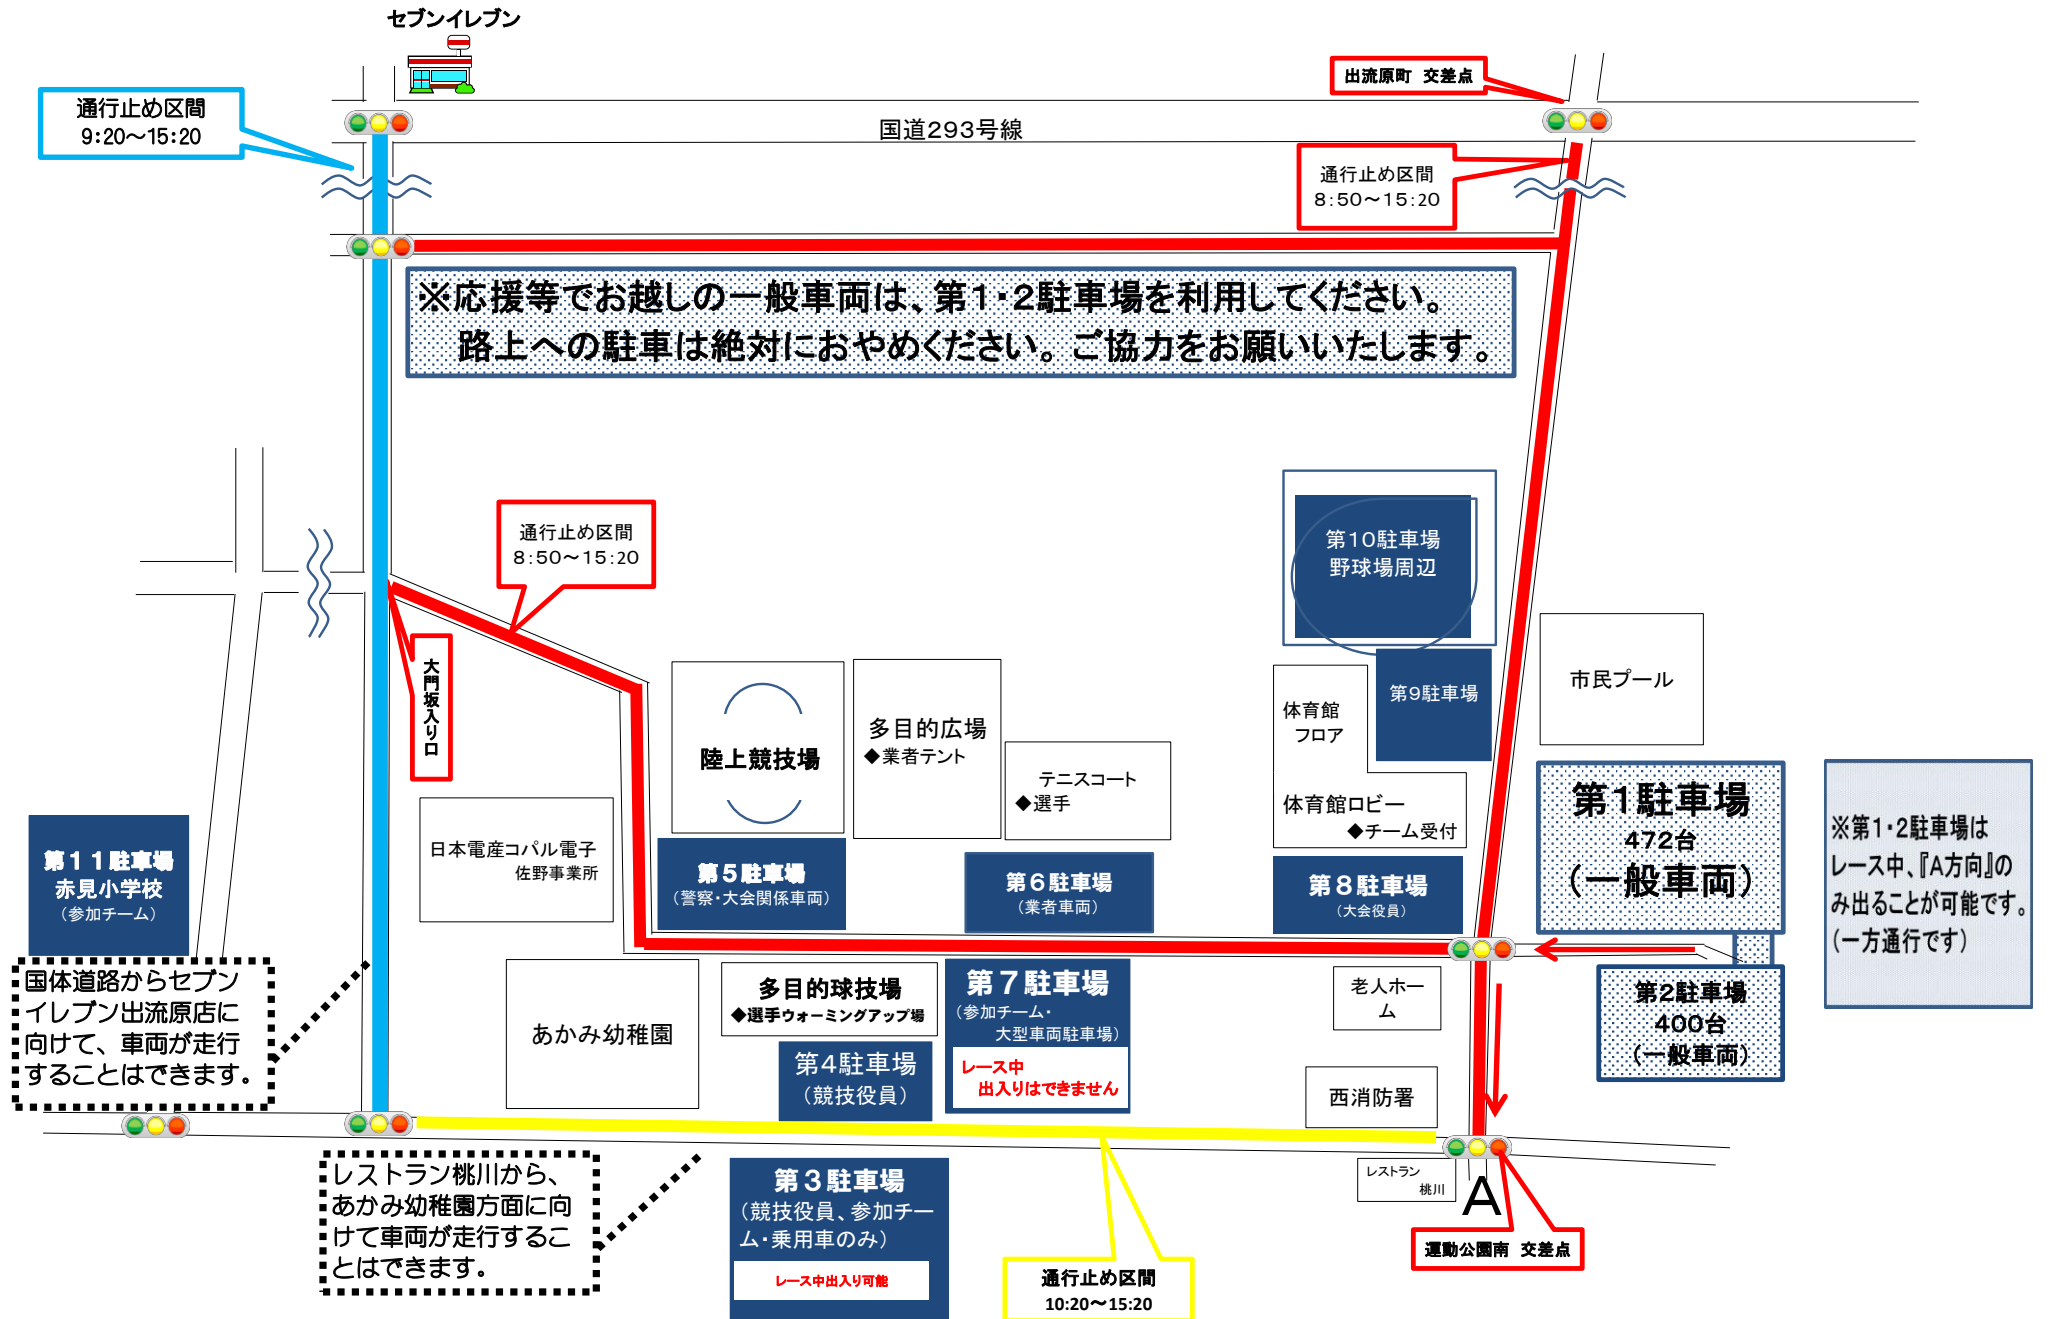 セブンイレブン
出流原町 交差点
通行止め区間
9:20～15:20
国道293号線
通行止め区間
8:50～15:20
※応援等でお越しの一般車両は、第1・2駐車場を利用してください。
路上への駐車は絶対におやめください。ご協力をお願いいたします。
通行止め区間
8:50～15:20
第10駐車場
野球場周辺
大門坂入り口
市民プール
第9駐車場
体育館
フロア
多目的広場
◆業者テント
陸上競技場
テニスコート
◆選手
体育館ロビー
◆チーム受付
第1駐車場
472台
（一般車両）
※第1・2駐車場は
レース中、『A方向』の
み出ることが可能です。
（一方通行です）
日本電産コパル電子
佐野事業所
第11駐車場
赤見小学校
（参加チーム）
第5駐車場
（警察・大会関係車両）
第6駐車場
（業者車両）
第8駐車場
（大会役員）
国体道路からセブン
イレブン出流原店に
向けて、車両が走行
することはできます。
あかみ幼稚園
多目的球技場
◆選手ウォーミングアップ場
第7駐車場
（参加チーム・
大型車両駐車場）
レース中
出入りはできません
老人ホー
ム
第2駐車場
400台
（一般車両）
第4駐車場
（競技役員）
西消防署
レストラン桃川から、
あかみ幼稚園方面に向
けて車両が走行するこ
とはできます。
第3駐車場
（競技役員、参加チー
ム・乗用車のみ）
レース中出入り可能
レストラン
桃川
A
運動公園南 交差点
通行止め区間
10:20～15:20